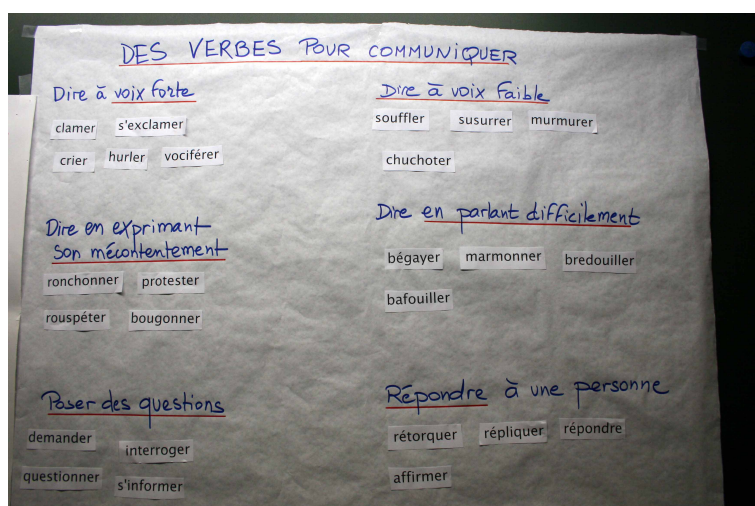 DES VERBES POUR COMMUNIQUER
Dire à voix forte
clamer s'exclamer
crier hurler vociférer
Dire à voix faible
souffler susurrer murmurer
chuchoter
Dire en exprimant
son mécontentement
ronchonner protester
rouspéter bougonner
Dire en parlant difficilement
bégayer marmonner bredouiller
bafouiller
Poser des questions
demander interroger
questionner s'informer
Répondre à une personne
rétorquer répliquer répondre
affirmer